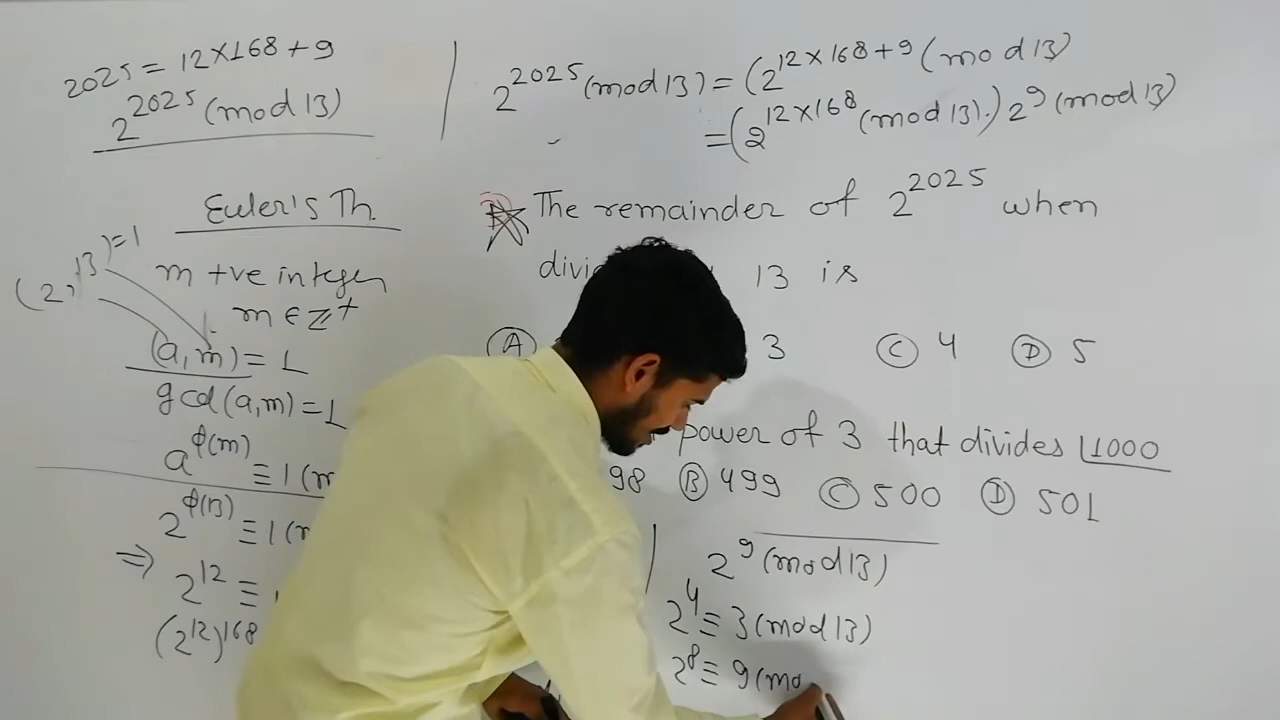 2025 = 12×168 + 9
2^2025 (mod 13)
2^2025 (mod 13) = (2^12×168 + 9 (mod 13)
= (2^12×168 (mod 13).) 2^9 (mod 13)
Euler's Th.
m +ve integer
m ∈ Z^+
(2, 13) = 1
(a, m) = 1
gcd (a, m) = 1
a^φ(m) ≡ 1 (m
2^φ(13) ≡ 1 (m
⇒ 2^12 ≡
(2^12)^168
The remainder of 2^2025 when
13 is
Ⓐ 3 Ⓒ 4 Ⓓ 5
power of 3 that divides ⌊1000
98 Ⓑ 499 Ⓒ 500 Ⓓ 501
2^9 (mod 13)
2^4 ≡ 3 (mod 13)
2^8 ≡ 9 (mo